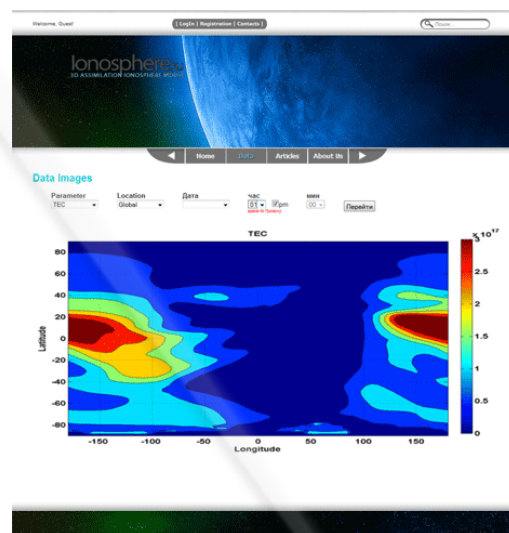 Welcome, Guest!
[ LogIn | Registration | Contacts ]
Поиск...
Ionosphere
3D ASSIMILATION IONOSPHERE MODEL
Home Data Articles About Us
Data Images
Parameter Location Дата час мин
TEC Global 01 pm 00 Перейти
TEC
× 10¹⁷
80
60
40
20
0
-20
-40
-60
-80
Latitude
3
2.5
2
1.5
1
0.5
0
-150 -100 -50 0 50 100 150
Longitude